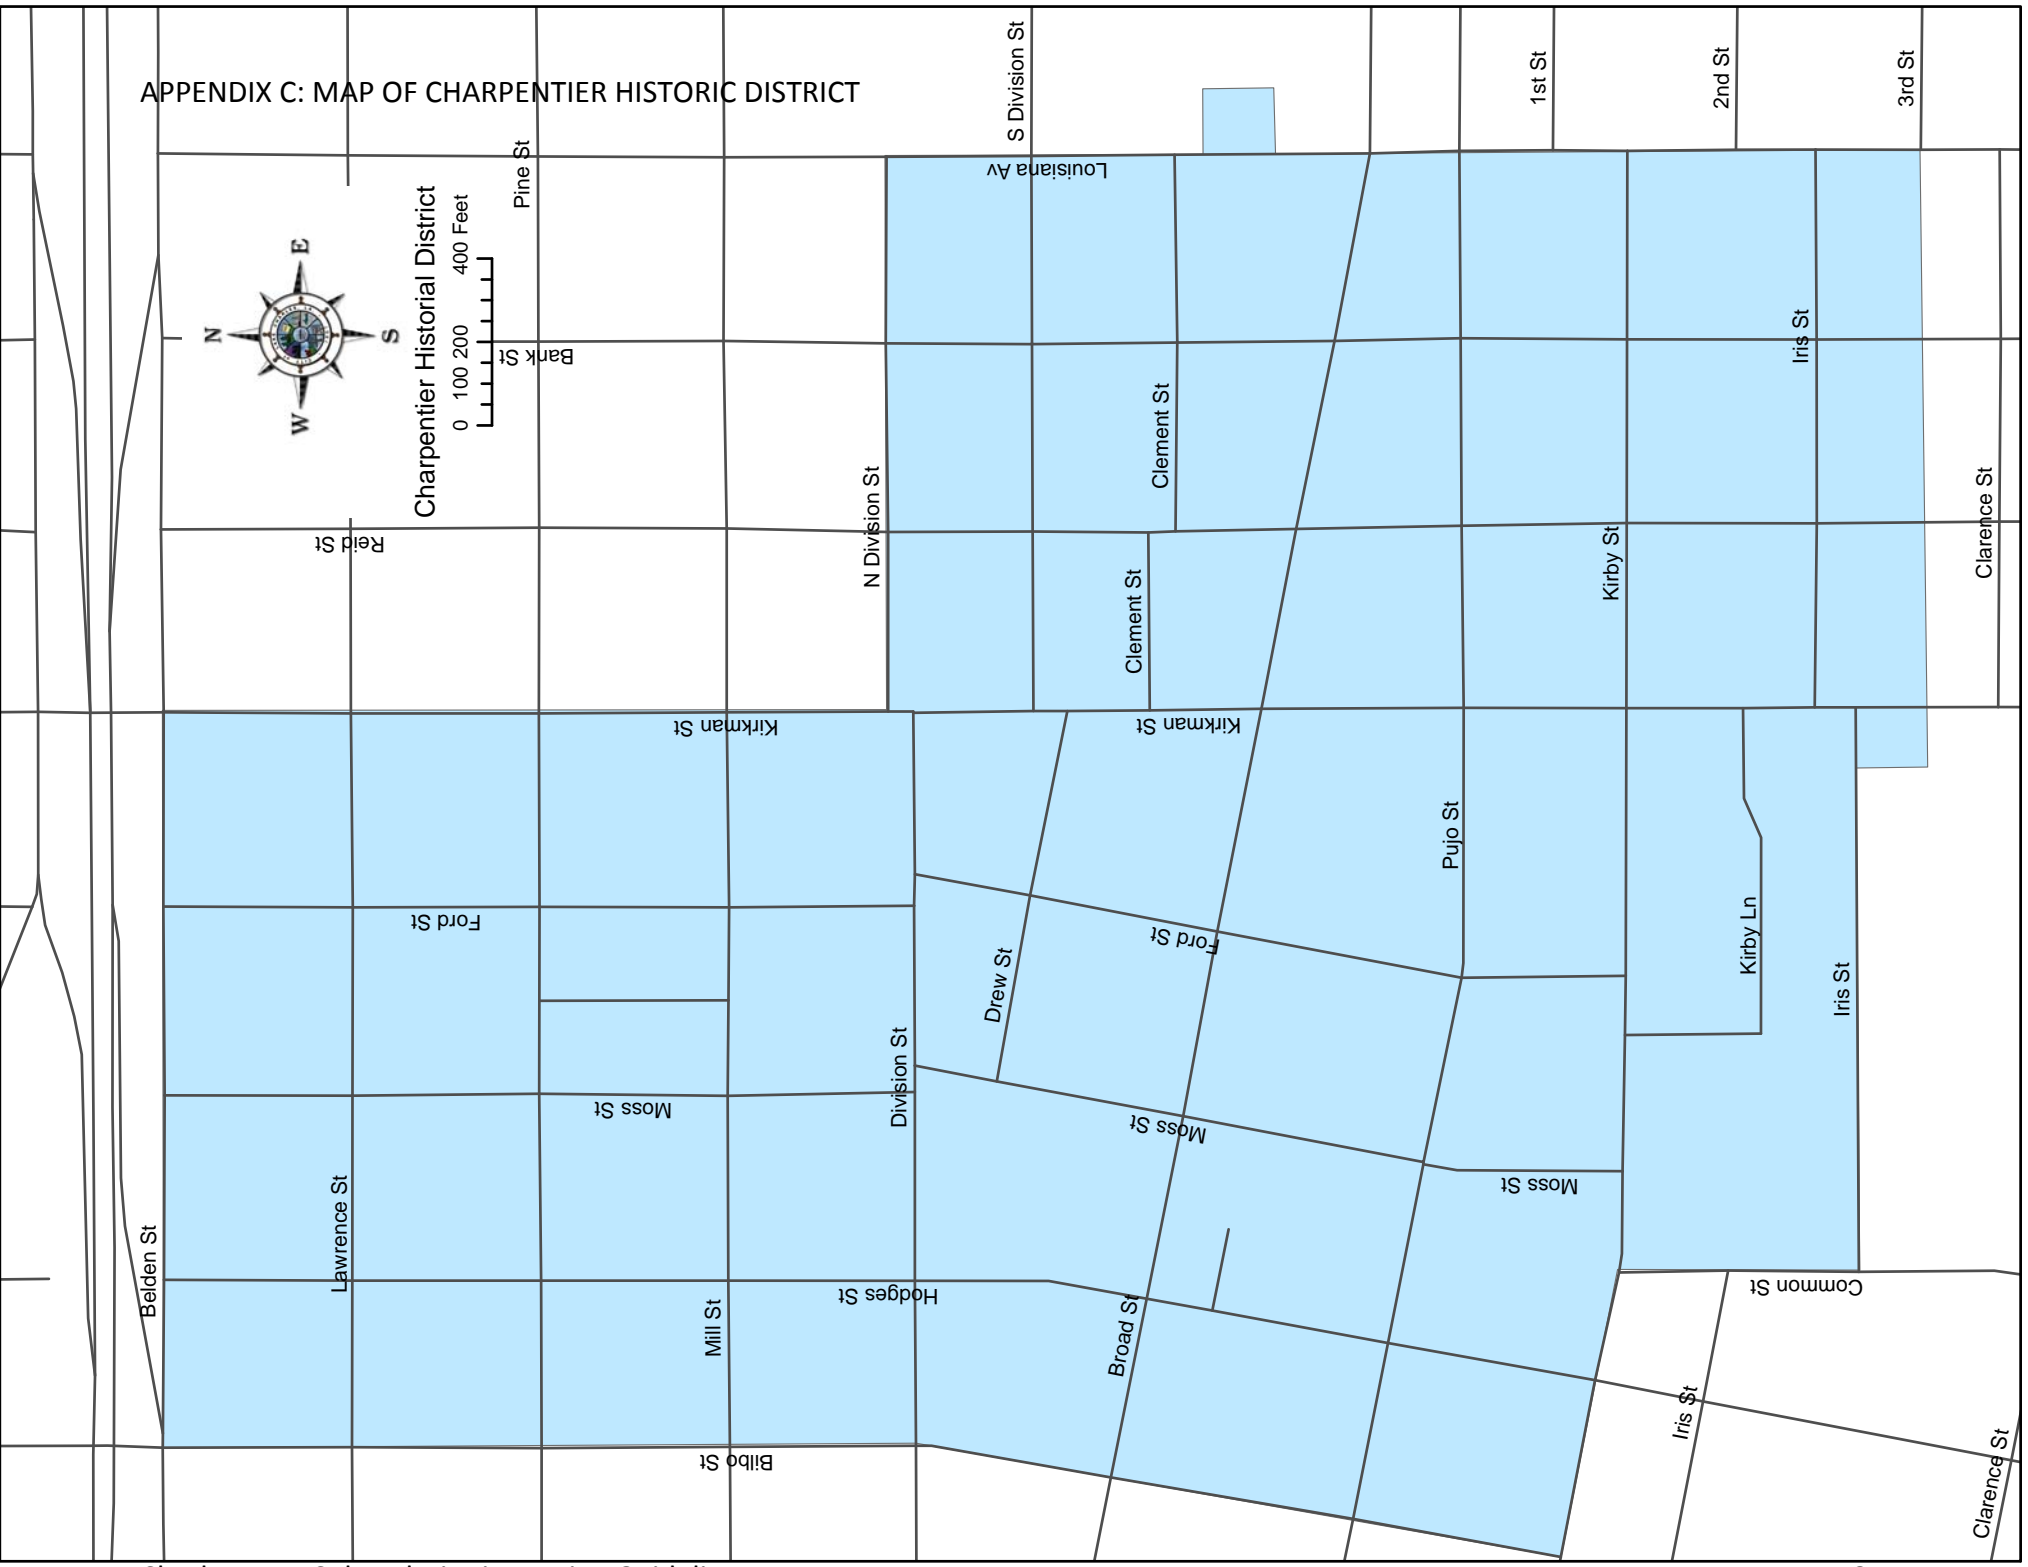 APPENDIX C: MAP OF CHARPENTIER HISTORIC DISTRICT
S Division St
1st St
2nd St
3rd St
Pine St
Louisiana Av
N
E
S
W
Charpentier Historial District
0 100 200 400 Feet
Bank St
Iris St
Clement St
N Division St
Reid St
Clement St
Kirby St
Clarence St
Kirkman St
Kirkman St
Pujo St
Ford St
Ford St
Kirby Ln
Drew St
Iris St
Division St
Moss St
Moss St
Moss St
Belden St
Lawrence St
Mill St
Hodges St
Broad St
Common St
Iris St
Bilbo St
Clarence St